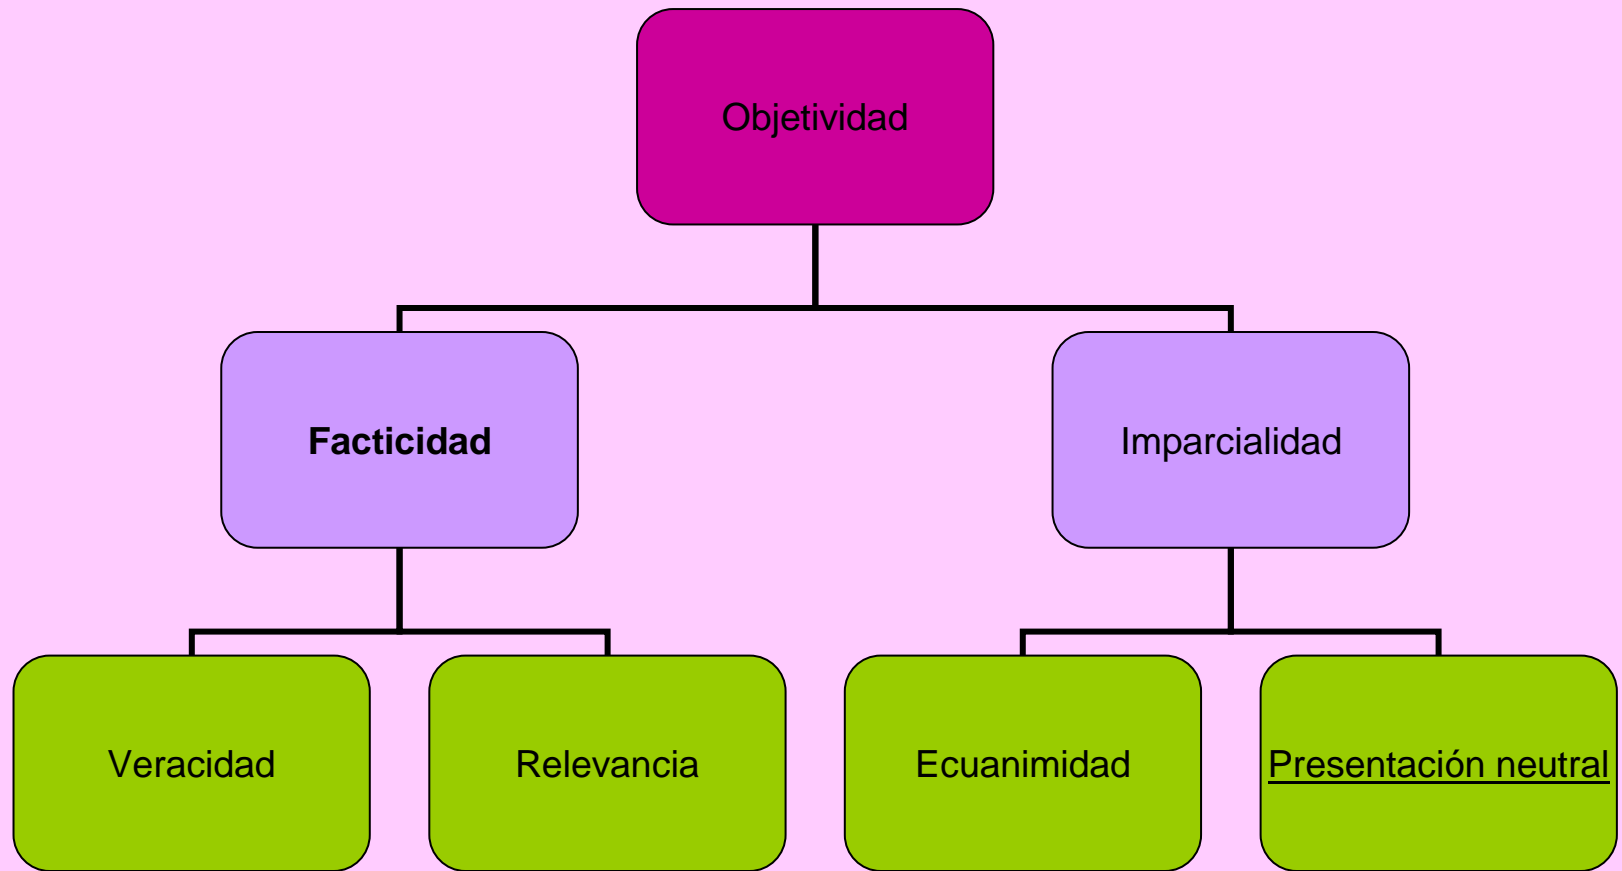 Objetividad
Facticidad
Imparcialidad
Veracidad
Relevancia
Ecuanimidad
Presentación neutral